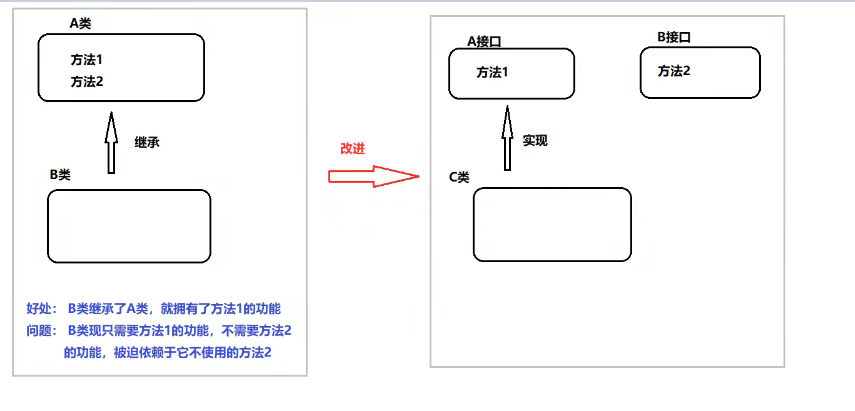 A类
方法1
方法2
继承
B类
好处： B类继承了A类，就拥有了方法1的功能
问题： B类现只需要方法1的功能，不需要方法2
的功能，被迫依赖于它不使用的方法2
改进
A接口
方法1
B接口
方法2
实现
C类